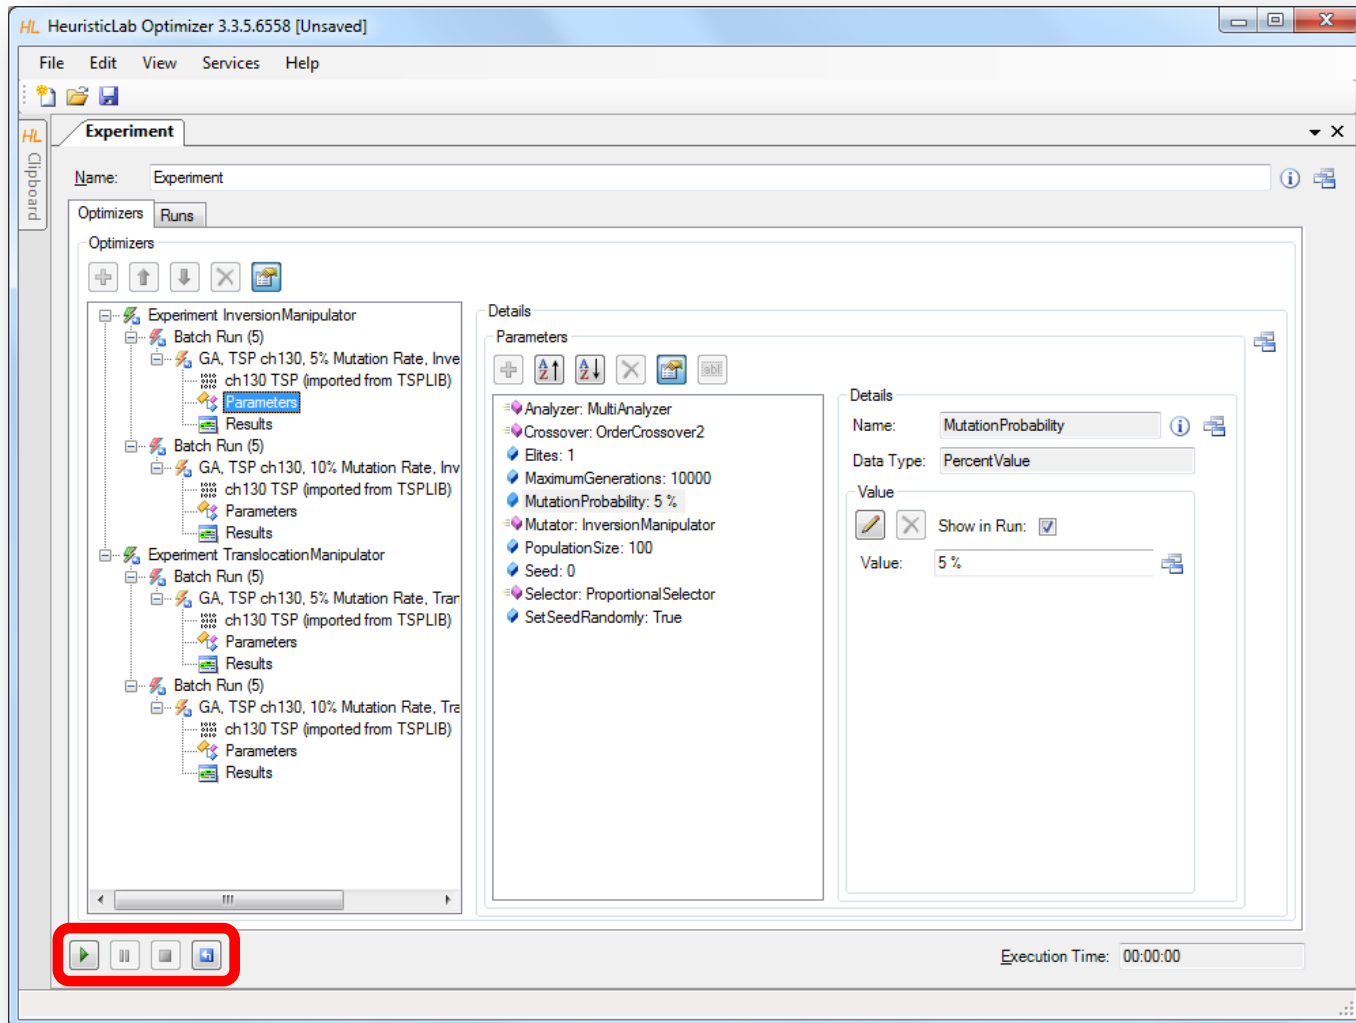 HL HeuristicLab Optimizer 3.3.5.6558 [Unsaved]
File Edit View Services Help
HL Clipboard
Experiment
Name: Experiment
Optimizers Runs
Optimizers
Experiment InversionManipulator
Batch Run (5)
GA, TSP ch130, 5% Mutation Rate, Inve
ch130 TSP (imported from TSPLIB)
Parameters
Results
Batch Run (5)
GA, TSP ch130, 10% Mutation Rate, Inv
ch130 TSP (imported from TSPLIB)
Parameters
Results
Experiment TranslocationManipulator
Batch Run (5)
GA, TSP ch130, 5% Mutation Rate, Tran
ch130 TSP (imported from TSPLIB)
Parameters
Results
Batch Run (5)
GA, TSP ch130, 10% Mutation Rate, Tra
ch130 TSP (imported from TSPLIB)
Parameters
Results
Details
Parameters
AZ AZ abl
Analyzer: MultiAnalyzer
Crossover: OrderCrossover2
Elites: 1
MaximumGenerations: 10000
MutationProbability: 5 %
Mutator: InversionManipulator
PopulationSize: 100
Seed: 0
Selector: ProportionalSelector
SetSeedRandomly: True
Details
Name: MutationProbability
Data Type: PercentValue
Value
Show in Run:
Value: 5 %
Execution Time: 00:00:00